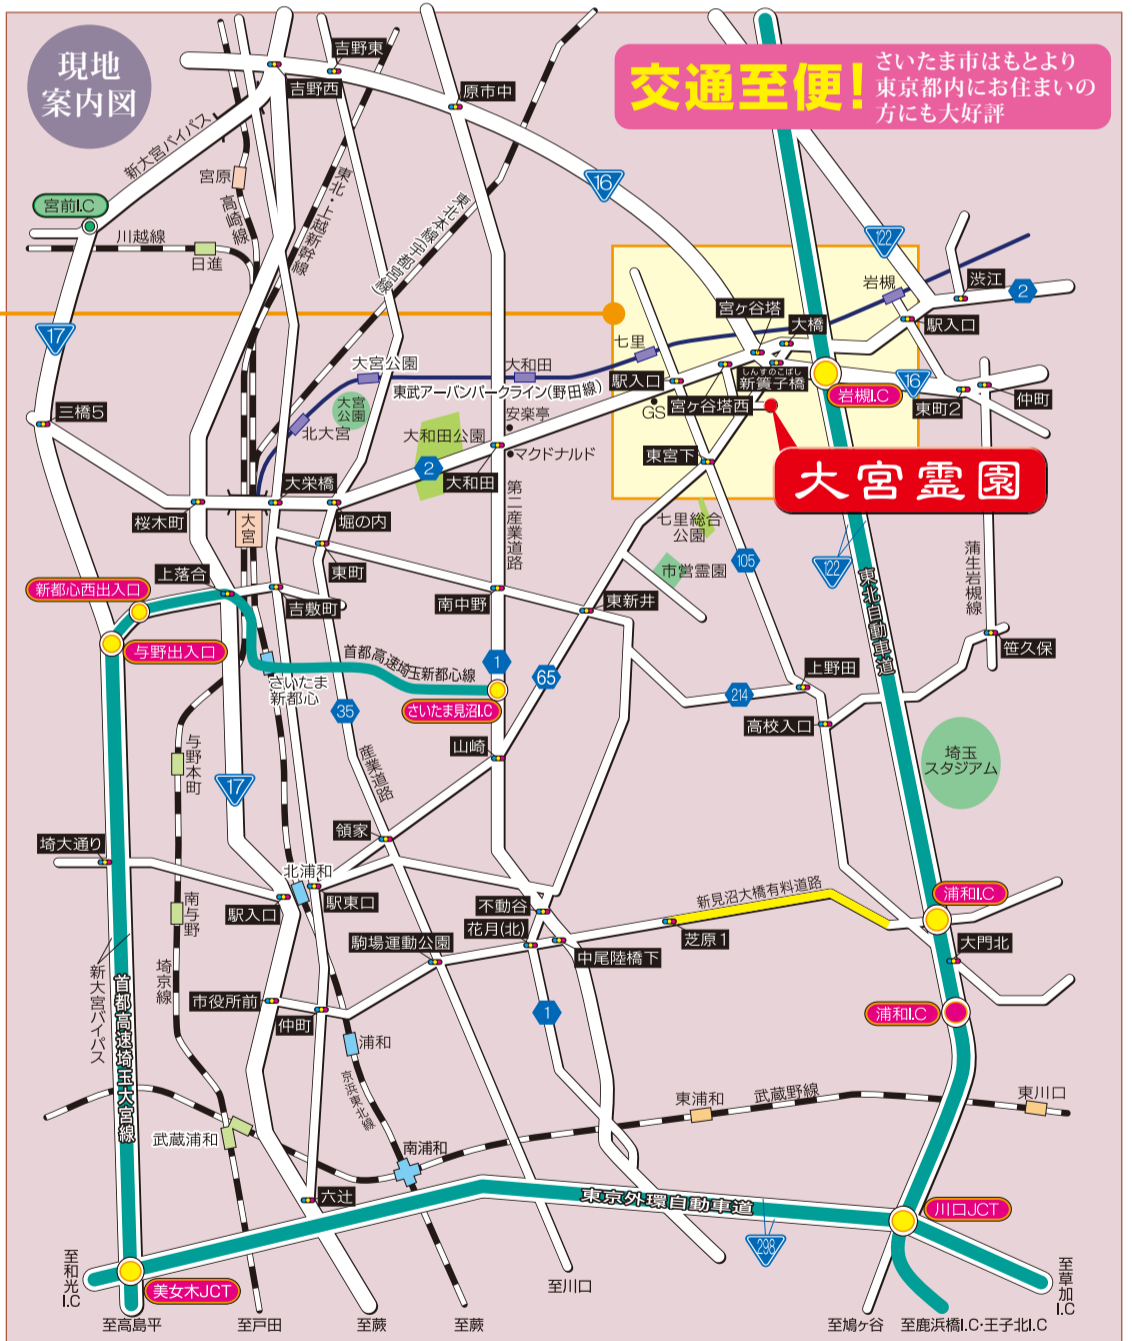 現地
案内図
交通至便!
さいたま市はもとより
東京都内にお住まいの
方にも大好評
吉野東
吉野西
原市中
新大宮バイパス
宮原
高崎線
東北・上越新幹線
東北本線(宇都宮線)
16
122
宮前I.C
川越線
日進
岩槻
渋江
2
宮ヶ谷塔
大橋
駅入口
17
七里
大宮公園
大和田
東武アーバンパークライン(野田線)
駅入口
しんすのこばし
新簀子橋
岩槻I.C
16
東町2
仲町
三橋5
大宮
公園
北大宮
安楽亭
GS
宮ヶ谷塔西
大和田公園
マクドナルド
2
大和田
東宮下
大宮霊園
大栄橋
桜木町
大宮
堀の内
第二産業道路
七里総合
公園
蒲生岩槻線
東町
105
122
東北自動車道
市営霊園
上落合
新都心西出入口
吉敷町
南中野
東新井
与野出入口
首都高速埼玉新都心線
1
65
笹久保
さいたま
新都心
35
さいたま見沼I.C
214
上野田
高校入口
与野本町
17
産業道路
山崎
埼玉
スタジアム
埼大通り
領家
北浦和
駅入口
駅東口
不動谷
新見沼大橋有料道路
浦和I.C
南与野
花月(北)
芝原1
駒場運動公園
中尾陸橋下
大門北
新大宮バイパス
首都高速埼玉大宮線
埼京線
市役所前
仲町
1
浦和I.C
浦和
京浜東北線
東浦和
武蔵野線
東川口
武蔵浦和
南浦和
六辻
東京外環自動車道
298
川口JCT
至和光I.C
美女木JCT
至川口
至草加I.C
至高島平
至戸田
至蕨
至蕨
至鳩ヶ谷
至鹿浜橋I.C・王子北I.C